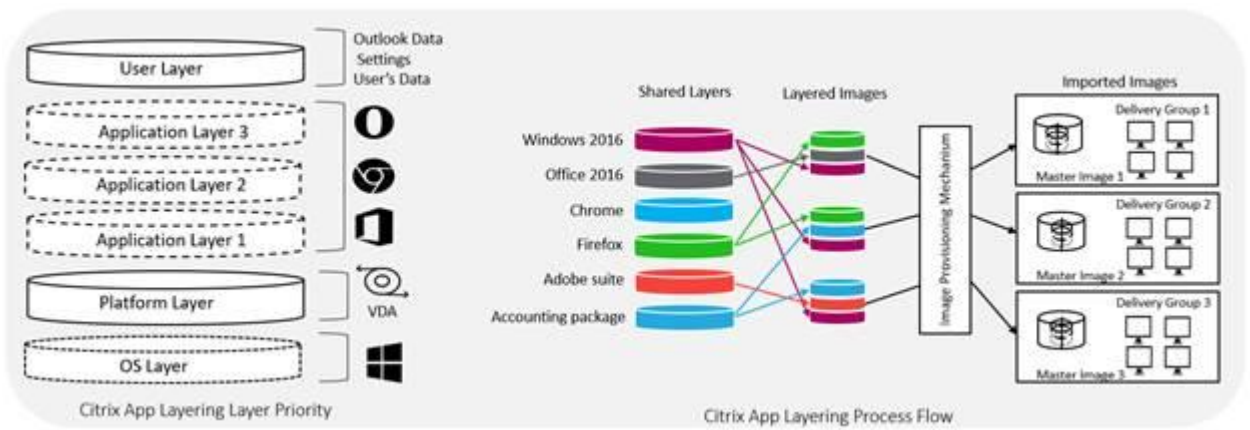 User Layer
Outlook Data
Settings
User's Data
Application Layer 3
Application Layer 2
Application Layer 1
Platform Layer
VDA
OS Layer
Citrix App Layering Layer Priority
Shared Layers
Layered Images
Imported Images
Windows 2016
Office 2016
Chrome
Firefox
Adobe suite
Accounting package
Image Provisioning Mechanism
Delivery Group 1
Master Image 1
Delivery Group 2
Master Image 2
Delivery Group 3
Master Image 3
Citrix App Layering Process Flow